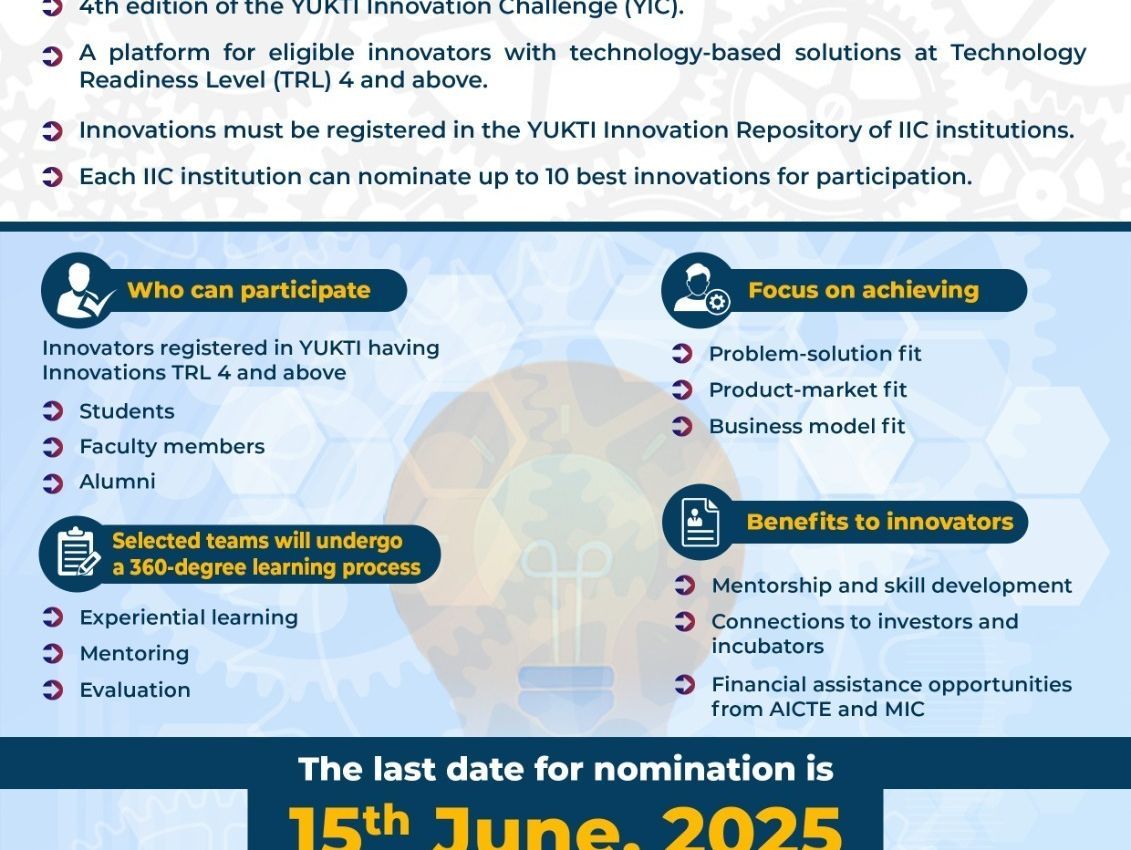 4th edition of the YUKTI Innovation Challenge (YIC).
A platform for eligible innovators with technology-based solutions at Technology
Readiness Level (TRL) 4 and above.
Innovations must be registered in the YUKTI Innovation Repository of IIC institutions.
Each IIC institution can nominate up to 10 best innovations for participation.
Who can participate
Innovators registered in YUKTI having
Innovations TRL 4 and above
Students
Faculty members
Alumni
Selected teams will undergo
a 360-degree learning process
Experiential learning
Mentoring
Evaluation
Focus on achieving
Problem-solution fit
Product-market fit
Business model fit
Benefits to innovators
Mentorship and skill development
Connections to investors and
incubators
Financial assistance opportunities
from AICTE and MIC
The last date for nomination is
15th June, 2025